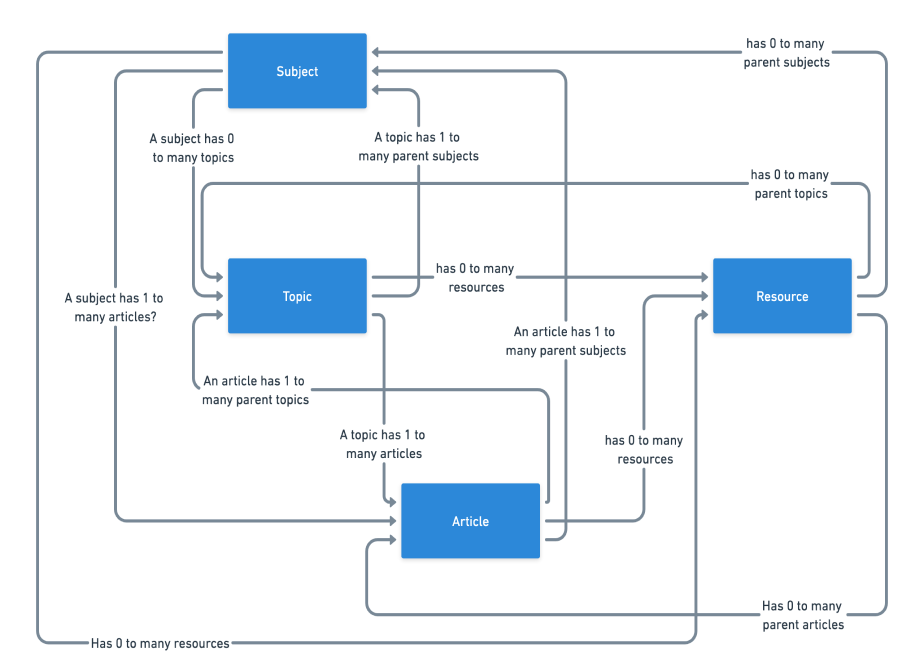 Subject
has 0 to many
parent subjects
A subject has 0
to many topics
A topic has 1 to
many parent subjects
has 0 to many
parent topics
Topic
has 0 to many
resources
Resource
A subject has 1 to
many articles?
An article has 1 to
many parent subjects
An article has 1 to
many parent topics
A topic has 1 to
many articles
has 0 to many
resources
Article
Has 0 to many
parent articles
Has 0 to many resources